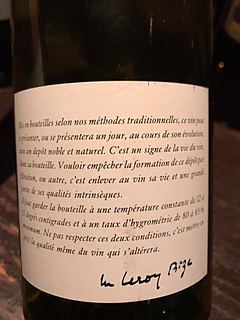 Mis en bouteilles selon nos méthodes traditionnelles, ce vin peut
présenter, ou se présentera un jour, au cours de son évolution,
avec un dépôt noble et naturel. C'est un signe de la vie du vin,
dans sa bouteille. Vouloir empêcher la formation de ce dépôt par
filtration, ou autre, c'est enlever au vin sa vie et une grande
partie de ses qualités intrinsèques.
Il faut garder la bouteille à une température constante de 12 à
degrés centigrades et à un taux d'hygrométrie de 80 à 85%
maximum. Ne pas respecter ces deux conditions, c'est mettre en
la qualité même du vin qui s'altérera.
Leroy Bize